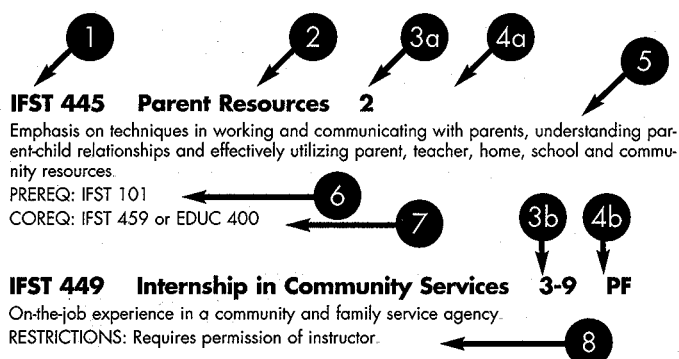 1 2 3a 4a 5
IFST 445 Parent Resources 2
Emphasis on techniques in working and communicating with parents, understanding par-
ent-child relationships and effectively utilizing parent, teacher, home, school and commu-
nity resources.
PREREQ: IFST 101 6
COREQ: IFST 459 or EDUC 400 7
3b 4b
IFST 449 Internship in Community Services 3-9 PF
On-the-job experience in a community and family service agency.
RESTRICTIONS: Requires permission of instructor. 8